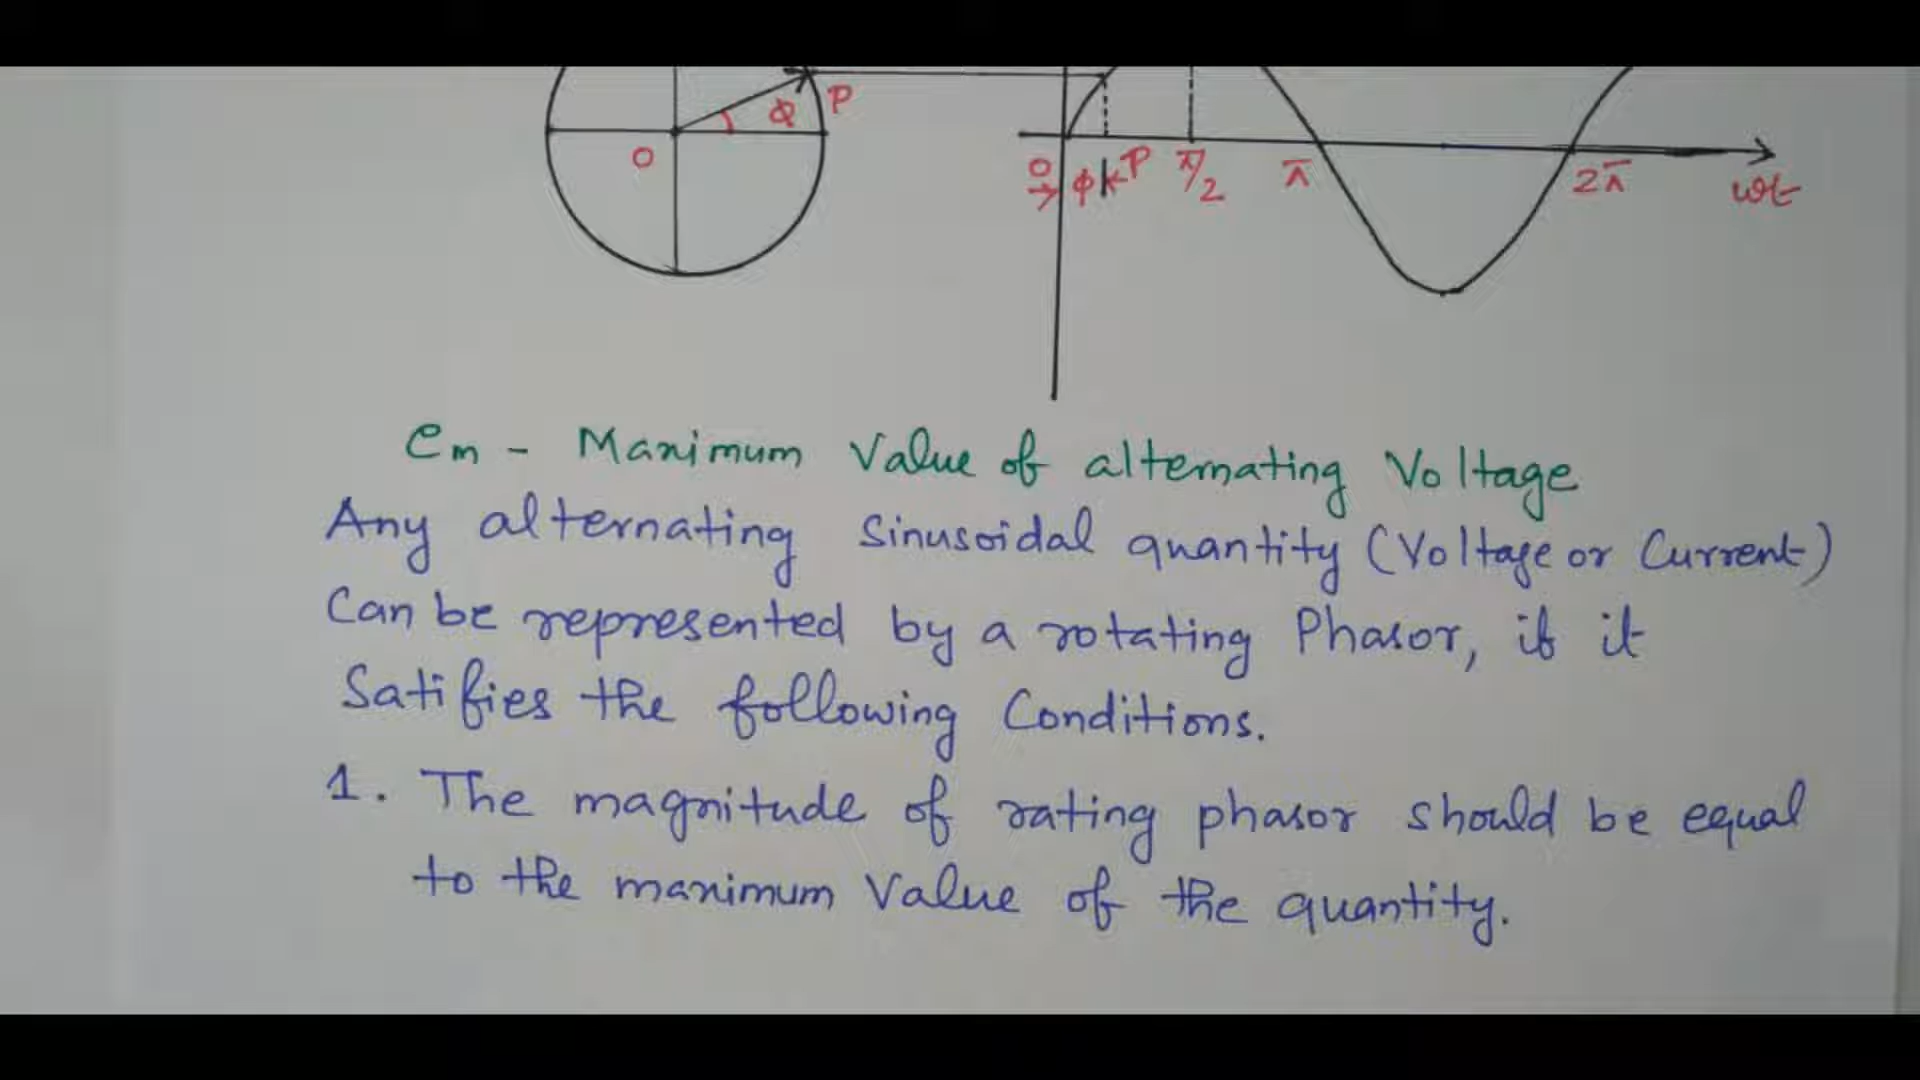 Φ P
O
O
→ Φ k P π/2 π 2π ωt
em - Maximum Value of alternating Voltage
Any alternating Sinusoidal quantity (Voltage or Current)
Can be represented by a rotating Phasor, if it
Satifies the following Conditions.
1. The magnitude of rating phasor should be equal
to the maximum Value of the quantity.